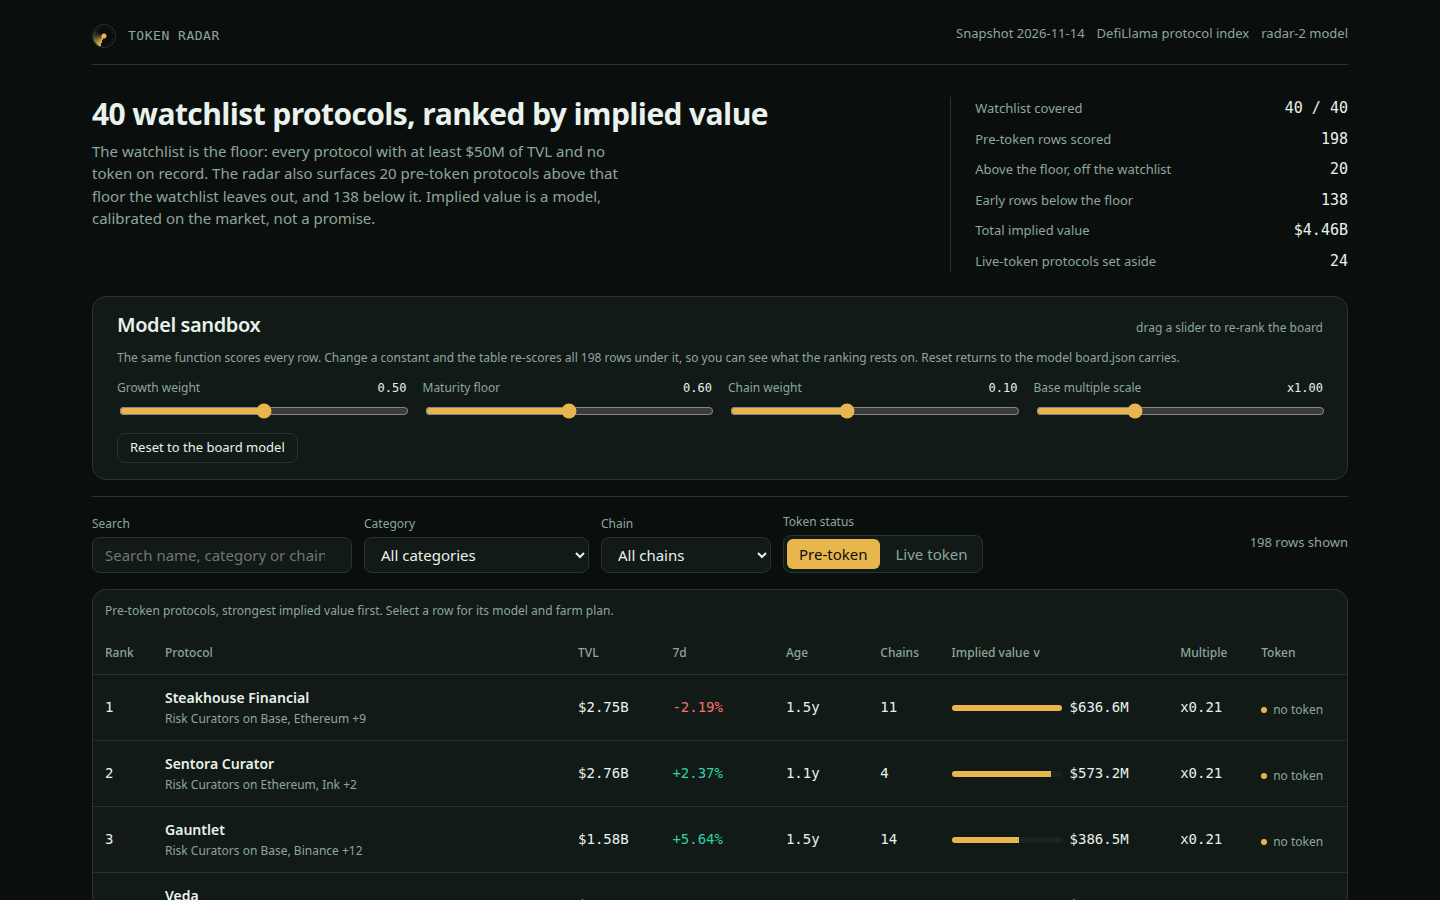 TOKEN RADAR
Snapshot 2026-11-14 DefiLlama protocol index radar-2 model
40 watchlist protocols, ranked by implied value
The watchlist is the floor: every protocol with at least $50M of TVL and no
token on record. The radar also surfaces 20 pre-token protocols above that
floor the watchlist leaves out, and 138 below it. Implied value is a model,
calibrated on the market, not a promise.
Watchlist covered 40 / 40
Pre-token rows scored 198
Above the floor, off the watchlist 20
Early rows below the floor 138
Total implied value $4.46B
Live-token protocols set aside 24
Model sandbox
drag a slider to re-rank the board
The same function scores every row. Change a constant and the table re-scores all 198 rows under it, so you can see what the ranking rests on. Reset returns to the model board.json carries.
Growth weight 0.50 Maturity floor 0.60 Chain weight 0.10 Base multiple scale x1.00
Reset to the board model
Search Category Chain Token status
Search name, category or chain All categories All chains Pre-token Live token
198 rows shown
Pre-token protocols, strongest implied value first. Select a row for its model and farm plan.
Rank Protocol TVL 7d Age Chains Implied value v Multiple Token
1 Steakhouse Financial $2.75B -2.19% 1.5y 11 $636.6M x0.21 no token
Risk Curators on Base, Ethereum +9
2 Sentora Curator $2.76B +2.37% 1.1y 4 $573.2M x0.21 no token
Risk Curators on Ethereum, Ink +2
3 Gauntlet $1.58B +5.64% 1.5y 14 $386.5M x0.21 no token
Risk Curators on Base, Binance +12
Veda